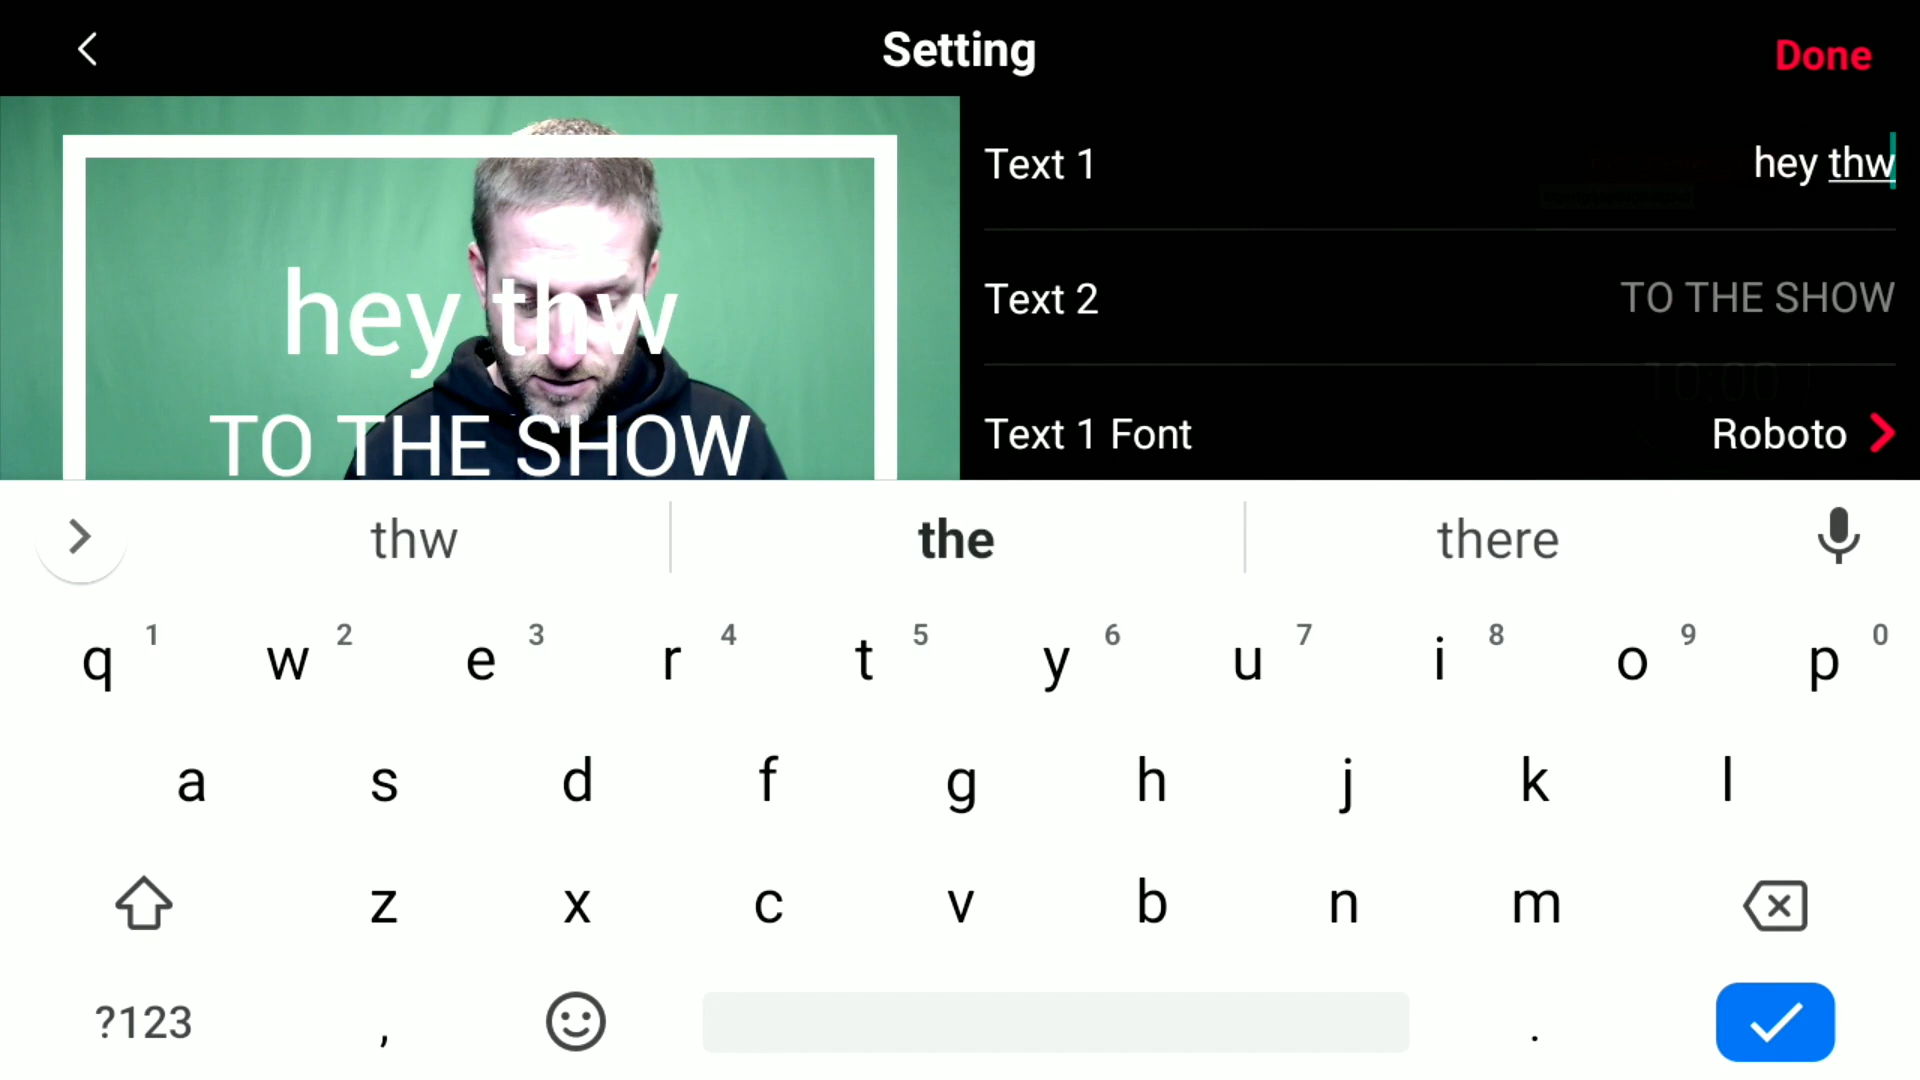 Setting
Done
hey thw
TO THE SHOW
Text 1
hey thw
Text 2
TO THE SHOW
Text 1 Font
Roboto
thw
the
there
q 1 w 2 e 3 r 4 t 5 y 6 u 7 i 8 o 9 p 0
a s d f g h j k l
z x c v b n m
?123 , .